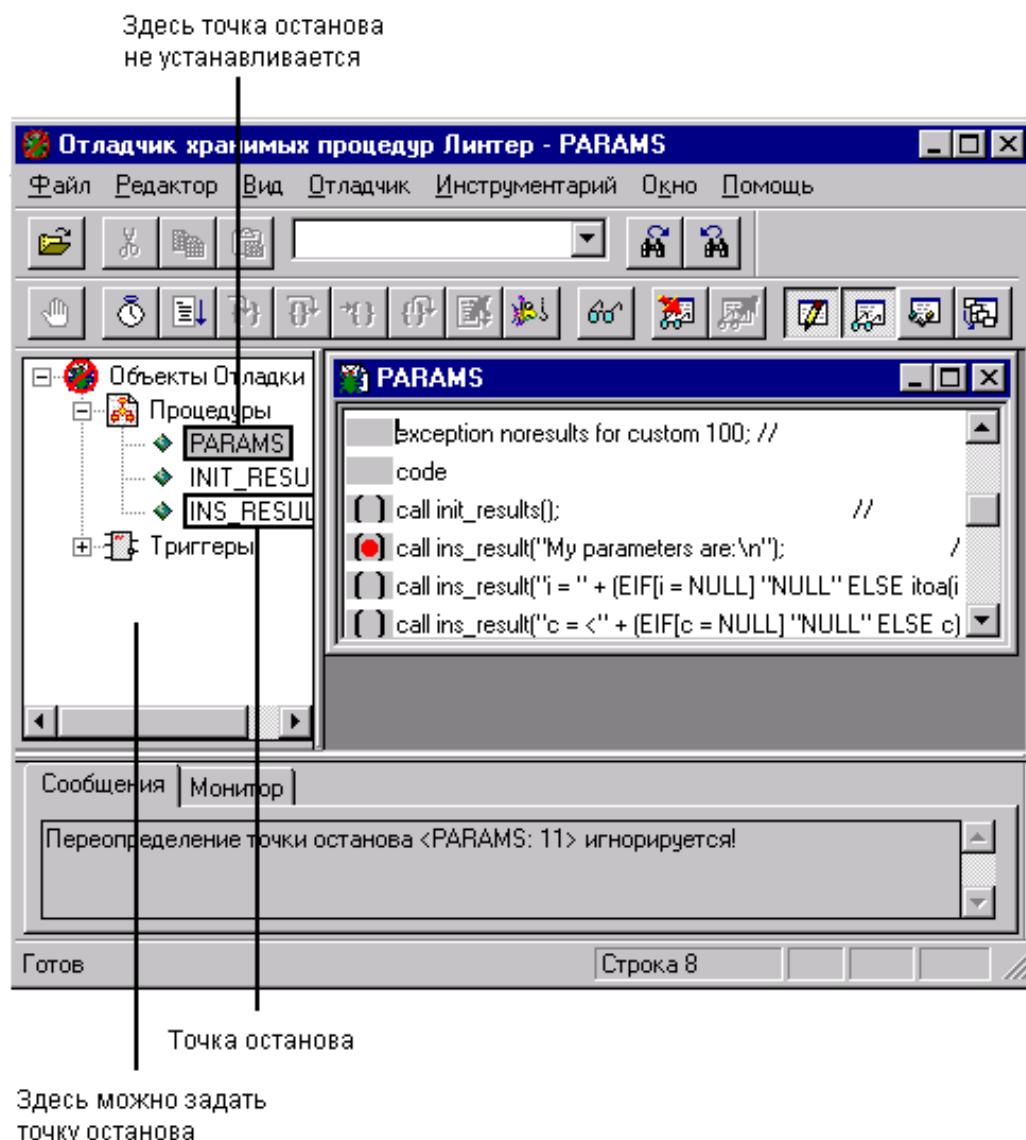 Здесь точка останова
не устанавливается
Отладчик хранимых процедур Линтер - PARAMS
Файл Редактор Вид Отладчик Инструментарий Окно Помощь
Объекты Отладки
Процедуры
PARAMS
INIT_RESU
INS_RESUL
Триггеры
PARAMS
exception noresults for custom 100; //
code
call init_results(); //
call ins_result("My parameters are:\n"); /
call ins_result("i = " + (EIF[i = NULL] "NULL" ELSE itoa(i
call ins_result("c = <" + (EIF[c = NULL] "NULL" ELSE c)
Сообщения Монитор
Переопределение точки останова <PARAMS: 11> игнорируется!
Готов Строка 8
Точка останова
Здесь можно задать
точку останова